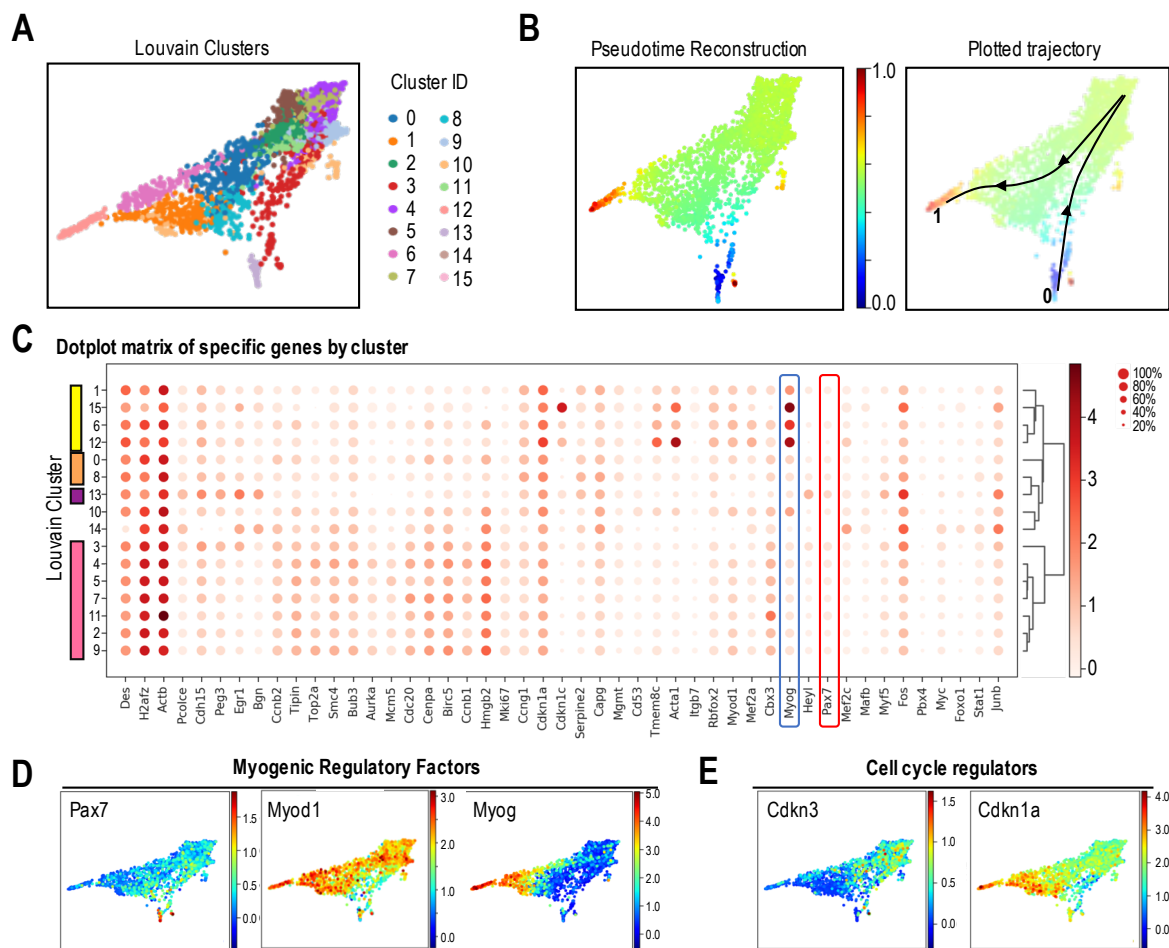 A
Louvain Clusters
Cluster ID
0 8
1 9
2 10
3 11
4 12
5 13
6 14
7 15
B
Pseudotime Reconstruction
1.0
0.0
Plotted trajectory
1
0
C
Dotplot matrix of specific genes by cluster
Louvain Cluster
1
15
6
12
0
8
13
10
14
3
4
5
7
11
2
9
Des
H2afz
Actb
Pcolce
Cdh15
Peg3
Egr1
Bgn
Ccnb2
Tipin
Top2a
Smc4
Bub3
Aurka
Mcm5
Cdc20
Cenpa
Birc5
Ccnb1
Hmgb2
Mki67
Ccng1
Cdkn1a
Cdkn1c
Serpine2
Capg
Mgmt
Cd53
Tmem8c
Acta1
Itgb7
Rbfox2
Myod1
Mef2a
Cbx3
Myog
Heyl
Pax7
Mef2c
Mafb
Myf5
Fos
Pbx4
Myc
Foxo1
Stat1
Junb
4
3
2
1
0
100%
80%
60%
40%
20%
D
Myogenic Regulatory Factors
Pax7
1.5
1.0
0.5
0.0
Myod1
3.0
2.0
1.0
0.0
Myog
5.0
4.0
3.0
2.0
1.0
0.0
E
Cell cycle regulators
Cdkn3
1.5
1.0
0.5
0.0
Cdkn1a
4.0
3.0
2.0
1.0
0.0